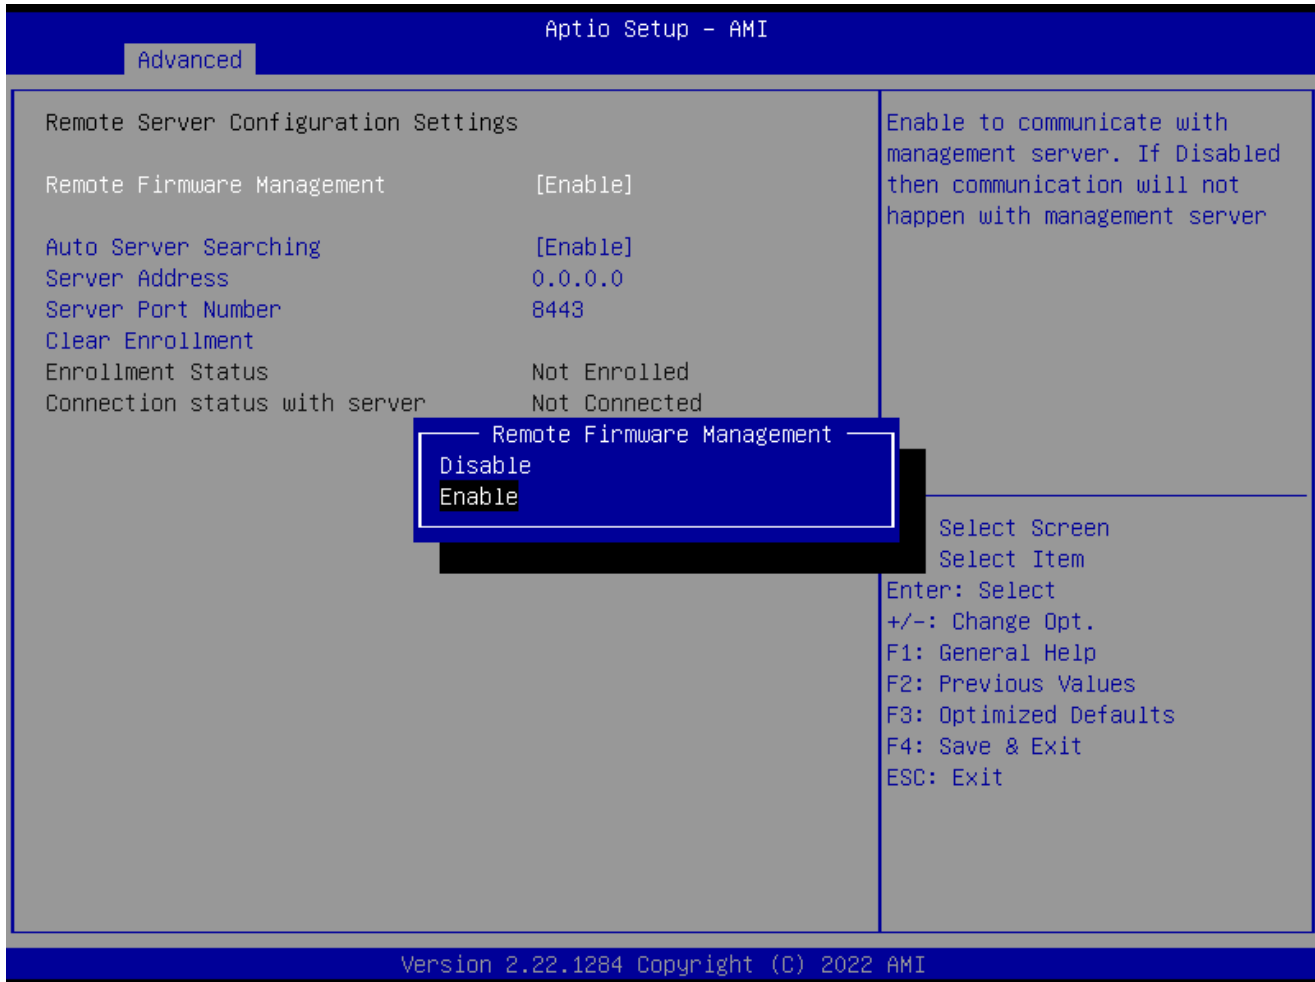 Aptio Setup – AMI
Advanced
Remote Server Configuration Settings
Remote Firmware Management [Enable]
Auto Server Searching [Enable]
Server Address 0.0.0.0
Server Port Number 8443
Clear Enrollment
Enrollment Status Not Enrolled
Connection status with server Not Connected
Remote Firmware Management
Disable
Enable
Enable to communicate with
management server. If Disabled
then communication will not
happen with management server
Select Screen
Select Item
Enter: Select
+/-: Change Opt.
F1: General Help
F2: Previous Values
F3: Optimized Defaults
F4: Save & Exit
ESC: Exit
Version 2.22.1284 Copyright (C) 2022 AMI